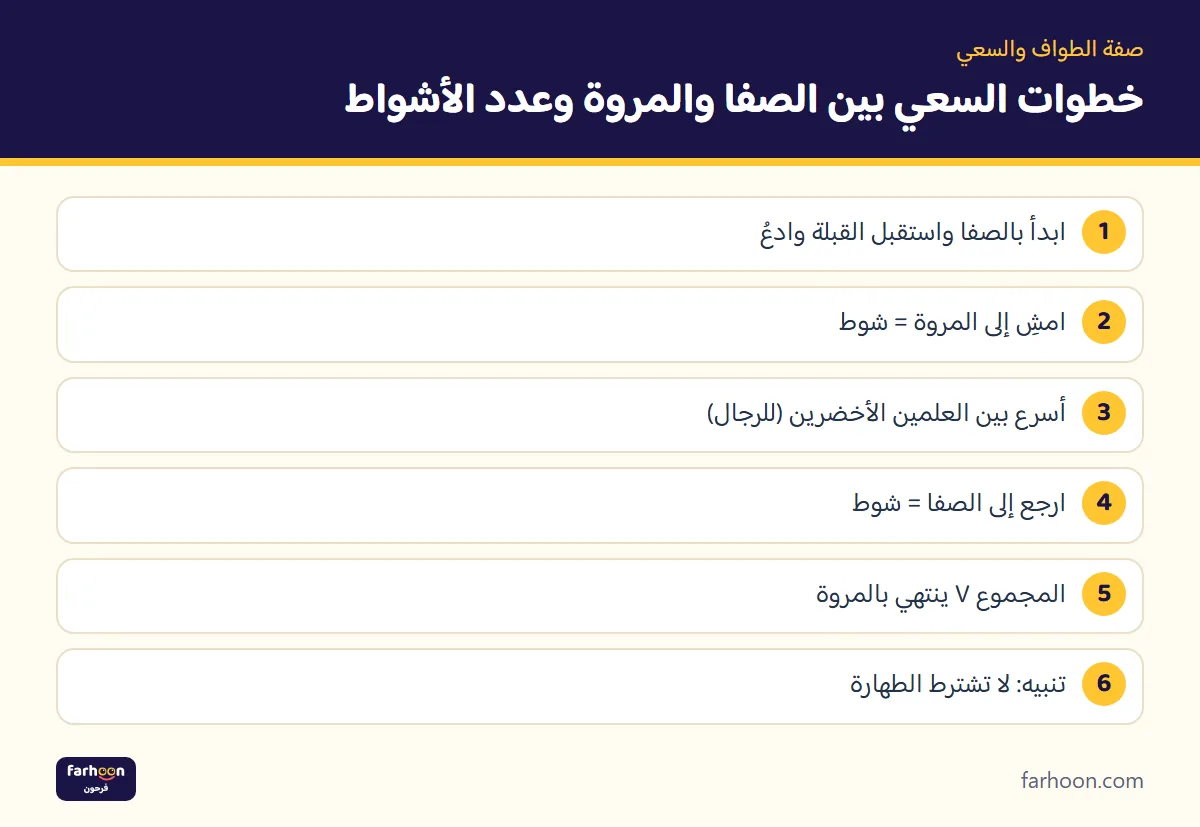 صفة الطواف والسعي
خطوات السعي بين الصفا والمروة وعدد الأشواط
1 ابدأ بالصفا واستقبل القبلة وادعُ
2 امشِ إلى المروة = شوط
3 أسرع بين العلمين الأخضرين (للرجال)
4 ارجع إلى الصفا = شوط
5 المجموع ٧ ينتهي بالمروة
6 تنبيه: لا تشترط الطهارة
farhoon.com
farhoon
فرحون